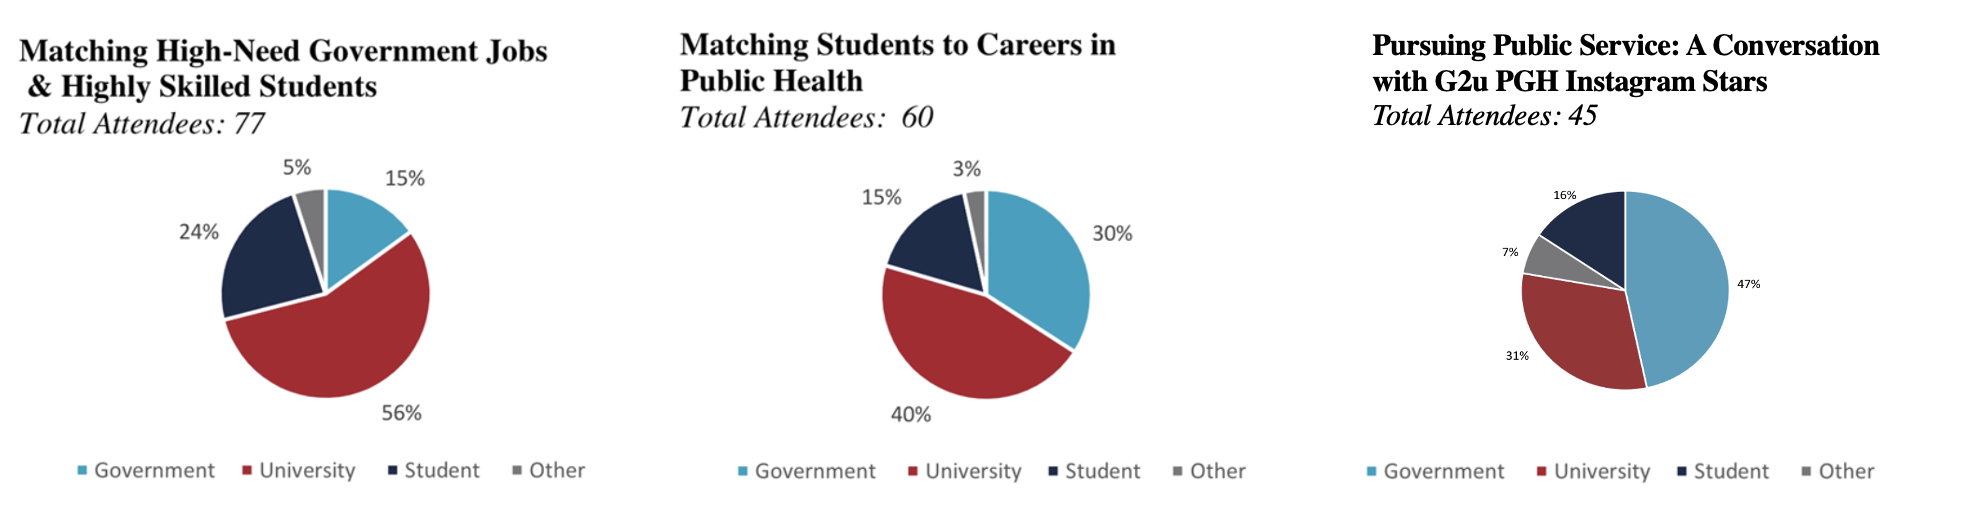 Matching High-Need Government Jobs
& Highly Skilled Students
Total Attendees: 77
5%
15%
24%
56%
Government University Student Other
Matching Students to Careers in
Public Health
Total Attendees: 60
3%
15%
30%
40%
Government University Student Other
Pursuing Public Service: A Conversation
with G2u PGH Instagram Stars
Total Attendees: 45
16%
7%
47%
31%
Government University Student Other